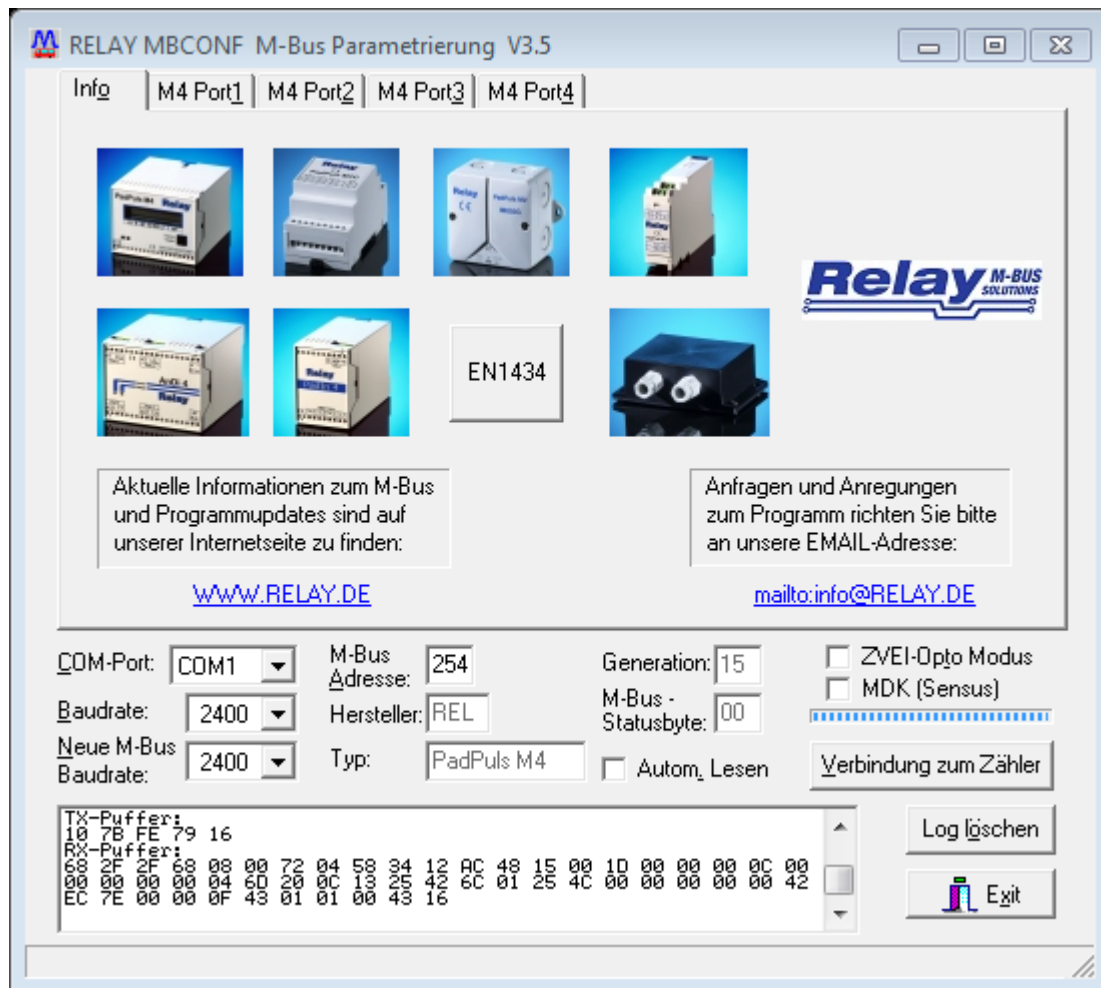 RELAY MBCONF M-Bus Parametrierung V3.5
Info M4 Port1 M4 Port2 M4 Port3 M4 Port4
PadPuls M4 Relay
Relay
Relay
Relay M-BUS SOLUTIONS
Relay
Relay
EN1434
Aktuelle Informationen zum M-Bus
und Programmupdates sind auf
unserer Internetseite zu finden:
WWW.RELAY.DE
Anfragen und Anregungen
zum Programm richten Sie bitte
an unsere EMAIL-Adresse:
mailto:info@RELAY.DE
COM-Port: COM1
Baudrate: 2400
Neue M-Bus
Baudrate: 2400
M-Bus
Adresse: 254
Hersteller: REL
Typ: PadPuls M4
Generation: 15
M-Bus -
Statusbyte: 00
Autom. Lesen
ZVEI-Opto Modus
MDK (Sensus)
Verbindung zum Zähler
TX-Puffer:
10 7B FE 79 16
RX-Puffer:
68 2F 2F 68 08 00 72 04 58 34 12 AC 48 15 00 1D 00 00 00 0C 00
00 00 00 00 04 6D 20 0C 13 25 42 6C 01 25 4C 00 00 00 00 00 42
EC 7E 00 00 0F 43 01 01 00 43 16
Log löschen
Exit